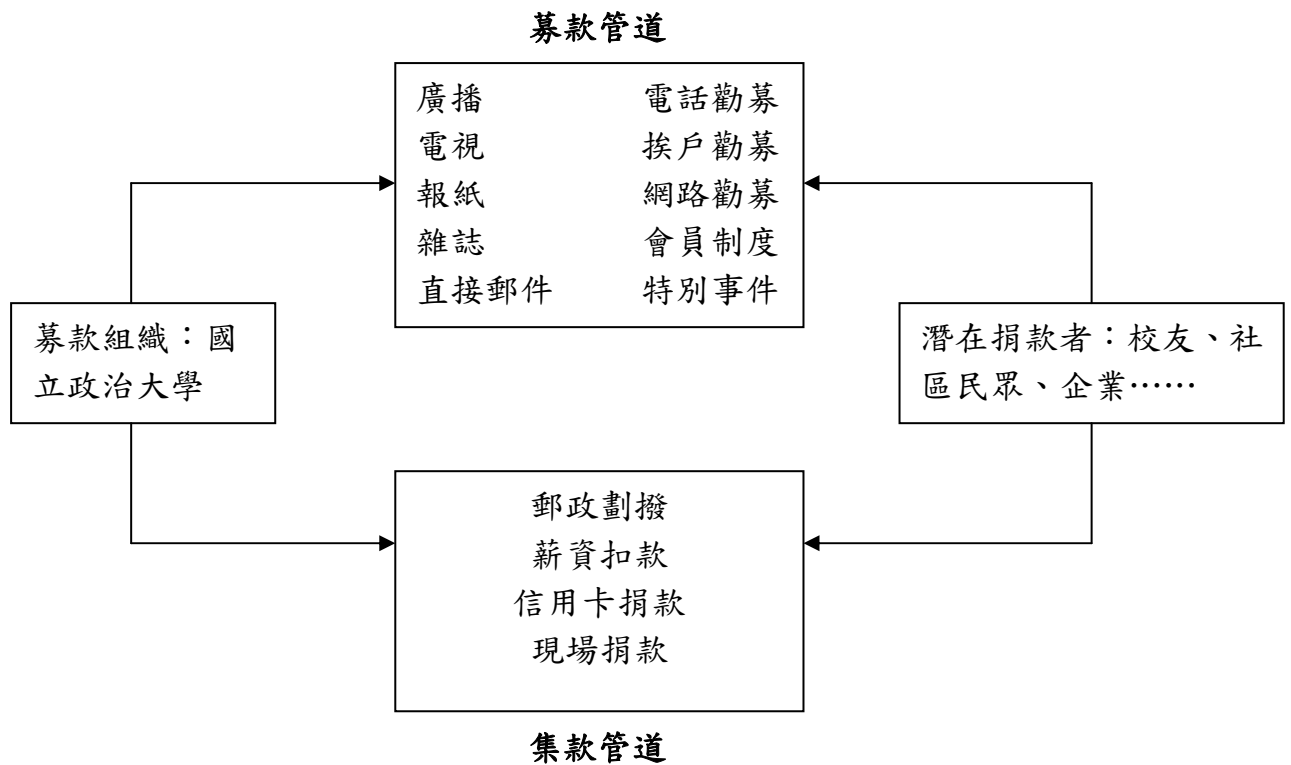 募款管道
廣播 電話勸募
電視 挨戶勸募
報紙 網路勸募
雜誌 會員制度
直接郵件 特別事件
募款組織：國
立政治大學
潛在捐款者：校友、社
區民眾、企業……
郵政劃撥
薪資扣款
信用卡捐款
現場捐款
集款管道